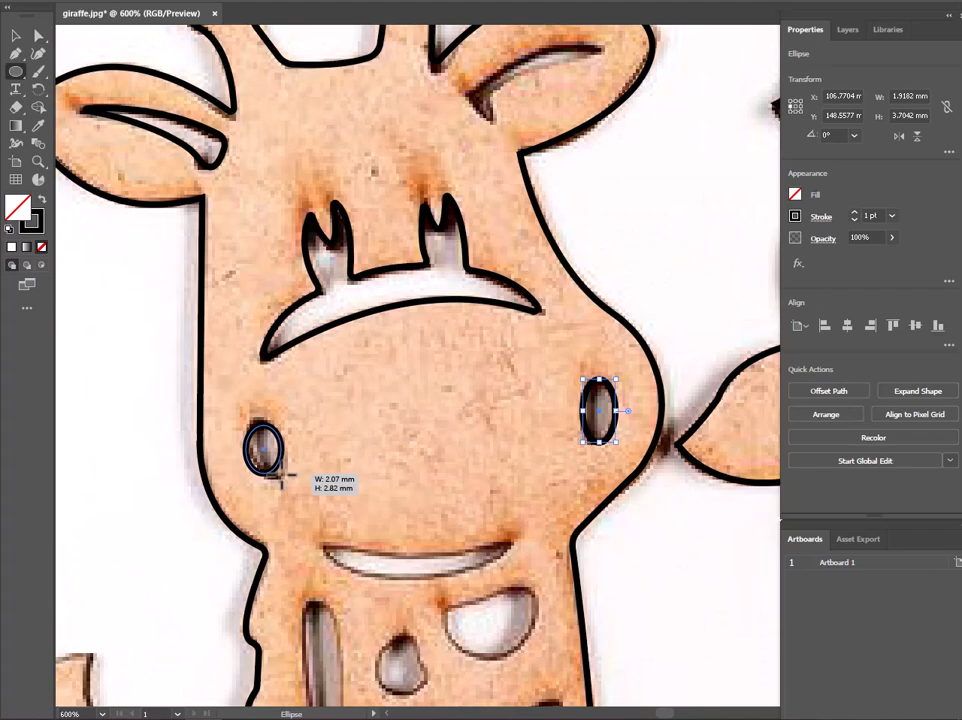 giraffe.jpg* @ 600% (RGB/Preview)
Properties Layers Libraries
Ellipse
Transform
X: 106.7704 m W: 1.9182 mm
Y: 148.5577 m H: 3.7042 mm
0°
Appearance
Fill
Stroke 1 pt
Opacity 100%
fx.
Align
Quick Actions
Offset Path Expand Shape
Arrange Align to Pixel Grid
Recolor
Start Global Edit
W: 2.07 mm
H: 2.82 mm
Artboards Asset Export
1 Artboard 1
600% 1 Ellipse